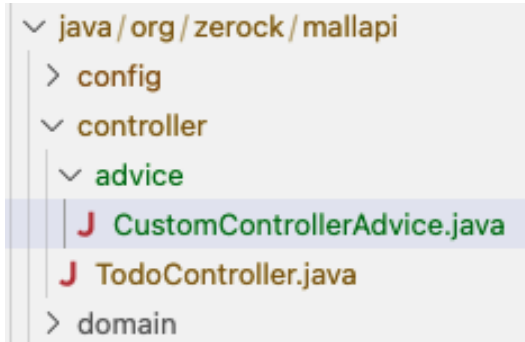 java/org/zerock/mallapi
config
controller
advice
J CustomControllerAdvice.java
J TodoController.java
domain